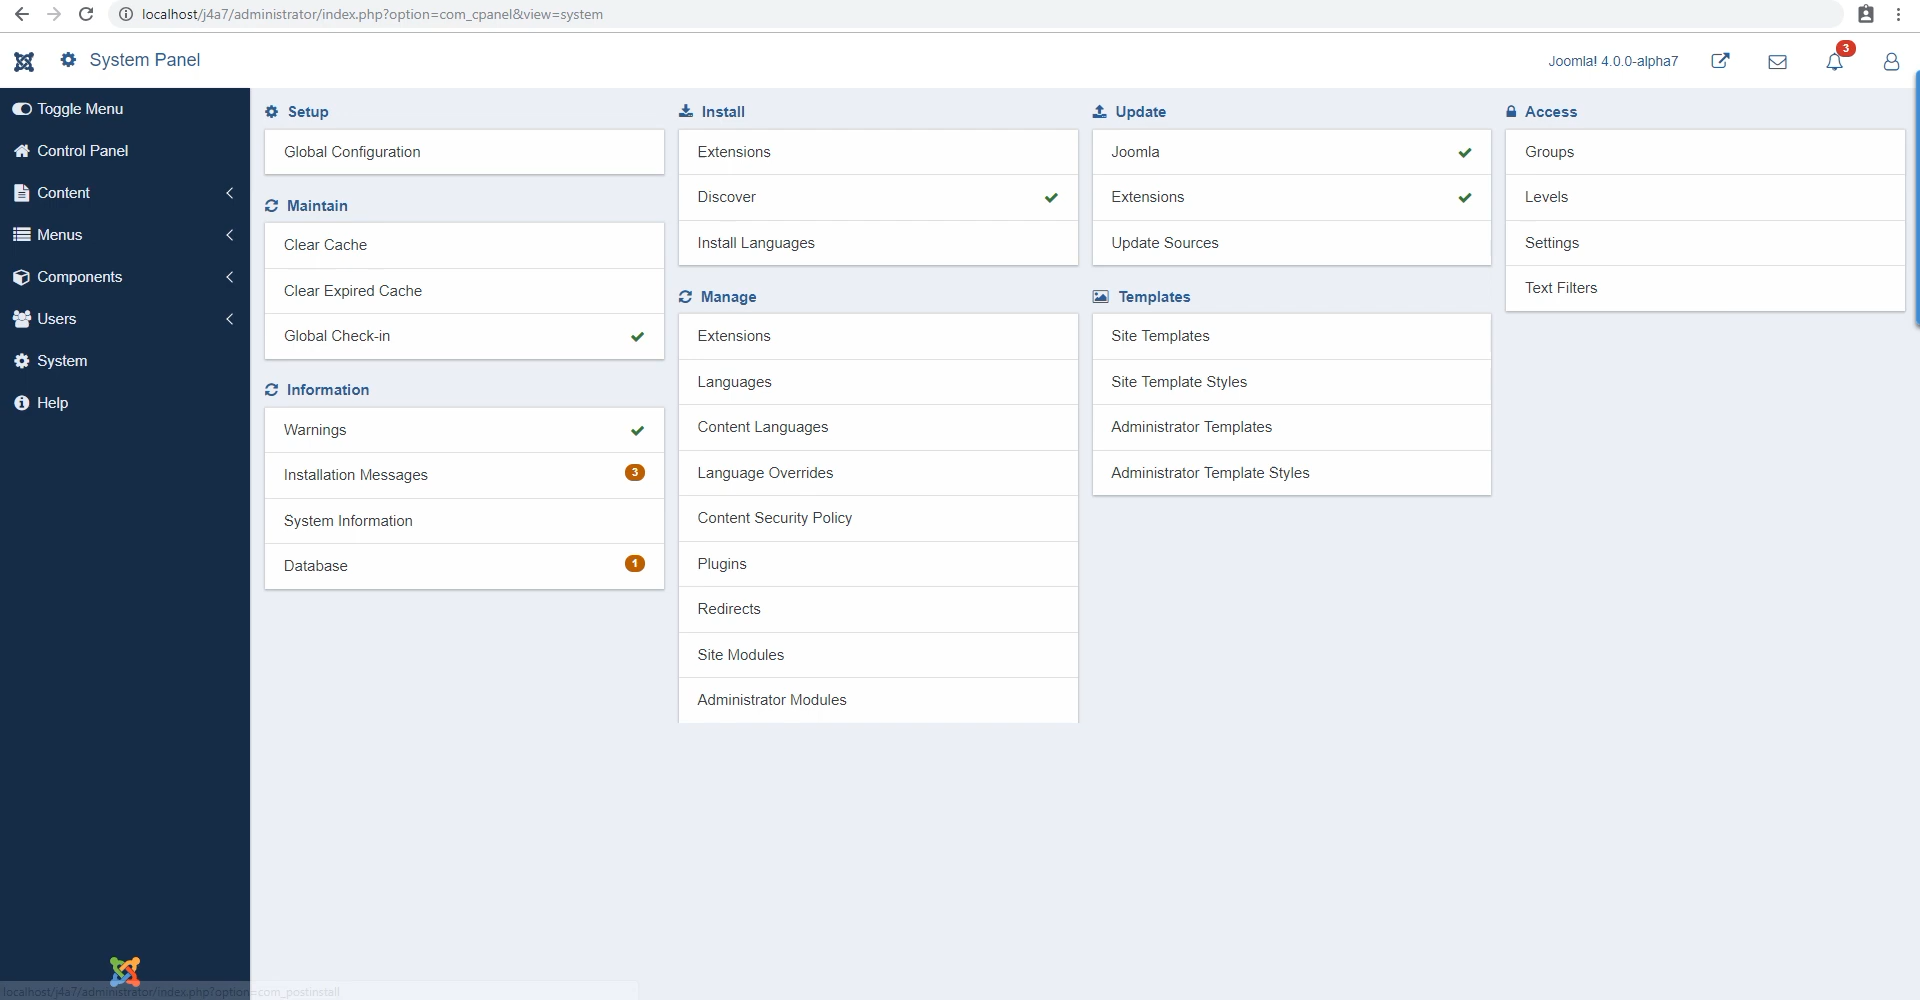 localhost/j4a7/administrator/index.php?option=com_cpanel&view=system
System Panel
Joomla! 4.0.0-alpha7
3
Toggle Menu
Control Panel
Content
Menus
Components
Users
System
Help
Setup
Global Configuration
Maintain
Clear Cache
Clear Expired Cache
Global Check-in
Information
Warnings
Installation Messages 3
System Information
Database 1
Install
Extensions
Discover
Install Languages
Manage
Extensions
Languages
Content Languages
Language Overrides
Content Security Policy
Plugins
Redirects
Site Modules
Administrator Modules
Update
Joomla
Extensions
Update Sources
Templates
Site Templates
Site Template Styles
Administrator Templates
Administrator Template Styles
Access
Groups
Levels
Settings
Text Filters
localhost/j4a7/administrator/index.php?option=com_postinstall